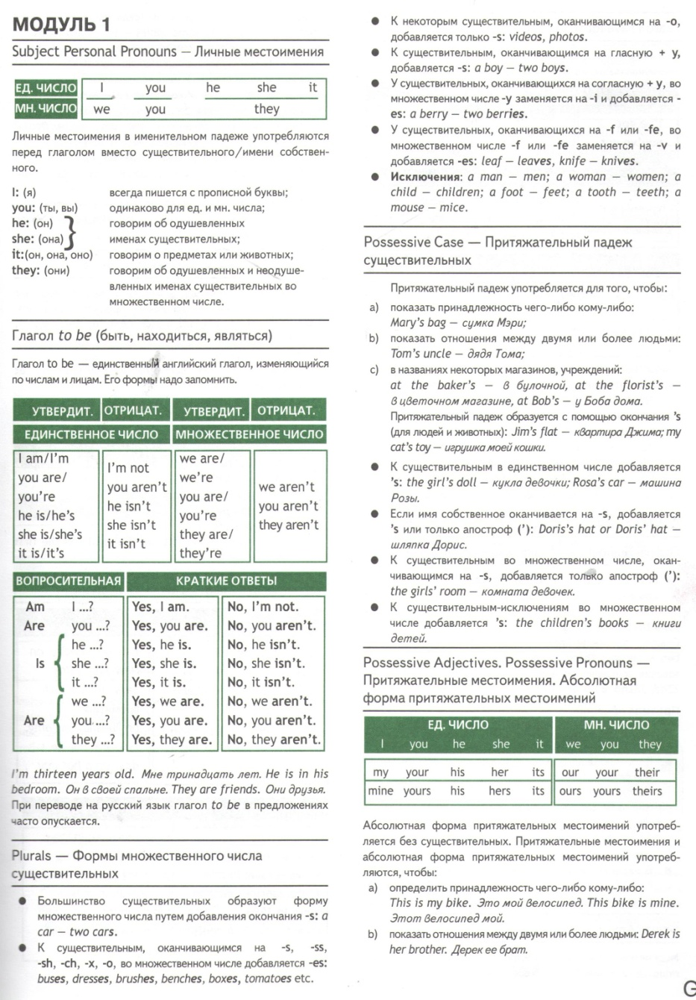 МОДУЛЬ 1
Subject Personal Pronouns — Личные местоимения
ЕД. ЧИСЛО I you he she it
МН. ЧИСЛО we you they
Личные местоимения в именительном падеже употребляются
перед глаголом вместо существительного/имени собствен-
ного.
I: (я) всегда пишется с прописной буквы;
you: (ты, вы) одинаково для ед. и мн. числа;
he: (он) говорим об одушевленных
she: (она) именах существительных;
it:(он, она, оно) говорим о предметах или животных;
they: (они) говорим об одушевленных и неодуше-
вленных именах существительных во
множественном числе.
Глагол to be (быть, находиться, являться)
Глагол to be — единственный английский глагол, изменяющийся
по числам и лицам. Его формы надо запомнить.
УТВЕРДИТ. ОТРИЦАТ. УТВЕРДИТ. ОТРИЦАТ.
ЕДИНСТВЕННОЕ ЧИСЛО МНОЖЕСТВЕННОЕ ЧИСЛО
I am/I'm
you are/
you're
he is/he's
she is/she's
it is/it's
I'm not
you aren't
he isn't
she isn't
it isn't
we are/
we're
you are/
you're
they are/
they're
we aren't
you aren't
they aren't
ВОПРОСИТЕЛЬНАЯ КРАТКИЕ ОТВЕТЫ
Am I ...? Yes, I am. No, I'm not.
Are you ...? Yes, you are. No, you aren't.
he ...? Yes, he is. No, he isn't.
Is she ...? Yes, she is. No, she isn't.
it ...? Yes, it is. No, it isn't.
we ...? Yes, we are. No, we aren't.
Are you ...? Yes, you are. No, you aren't.
they ...? Yes, they are. No, they aren't.
I'm thirteen years old. Мне тринадцать лет. He is in his
bedroom. Он в своей спальне. They are friends. Они друзья.
При переводе на русский язык глагол to be в предложениях
часто опускается.
Plurals — Формы множественного числа
существительных
● Большинство существительных образуют форму
множественного числа путем добавления окончания -s: a
car — two cars.
● К существительным, оканчивающимся на -s, -ss,
-sh, -ch, -x, -o, во множественном числе добавляется -es:
buses, dresses, brushes, benches, boxes, tomatoes etc.
● К некоторым существительным, оканчивающимся на -o,
добавляется только -s: videos, photos.
● К существительным, оканчивающимся на гласную + y,
добавляется -s: a boy — two boys.
● У существительных, оканчивающихся на согласную + y, во
множественном числе -y заменяется на -i и добавляется -
es: a berry — two berries.
● У существительных, оканчивающихся на -f или -fe, во
множественном числе -f или -fe заменяется на -v и
добавляется -es: leaf — leaves, knife — knives.
● Исключения: a man — men; a woman — women; a
child — children; a foot — feet; a tooth — teeth; a
mouse — mice.
Possessive Case — Притяжательный падеж
существительных
Притяжательный падеж употребляется для того, чтобы:
a) показать принадлежность чего-либо кому-либо:
Mary's bag — сумка Мэри;
b) показать отношения между двумя или более людьми:
Tom's uncle — дядя Тома;
c) в названиях некоторых магазинов, учреждений:
at the baker's — в булочной, at the florist's —
в цветочном магазине, at Bob's — у Боба дома.
Притяжательный падеж образуется с помощью окончания 's
(для людей и животных): Jim's flat — квартира Джима; my
cat's toy — игрушка моей кошки.
● К существительным в единственном числе добавляется
's: the girl's doll — кукла девочки; Rosa's car — машина
Розы.
● Если имя собственное оканчивается на -s, добавляется
's или только апостроф ('): Doris's hat or Doris' hat —
шляпка Дорис.
● К существительным во множественном числе, окан-
чивающимся на -s, добавляется только апостроф ('):
the girls' room — комната девочек.
● К существительным-исключениям во множественном
числе добавляется 's: the children's books — книги
детей.
Possessive Adjectives. Possessive Pronouns —
Притяжательные местоимения. Абсолютная
форма притяжательных местоимений
ЕД. ЧИСЛО МН. ЧИСЛО
I you he she it we you they
my your his her its our your their
mine yours his hers its ours yours theirs
Абсолютная форма притяжательных местоимений употреб-
ляется без существительных. Притяжательные местоимения и
абсолютная форма притяжательных местоимений употреб-
ляются, чтобы:
a) определить принадлежность чего-либо кому-либо:
This is my bike. Это мой велосипед. This bike is mine.
Этот велосипед мой.
b) показать отношения между двумя или более людьми: Derek is
her brother. Дерек ее брат.
G